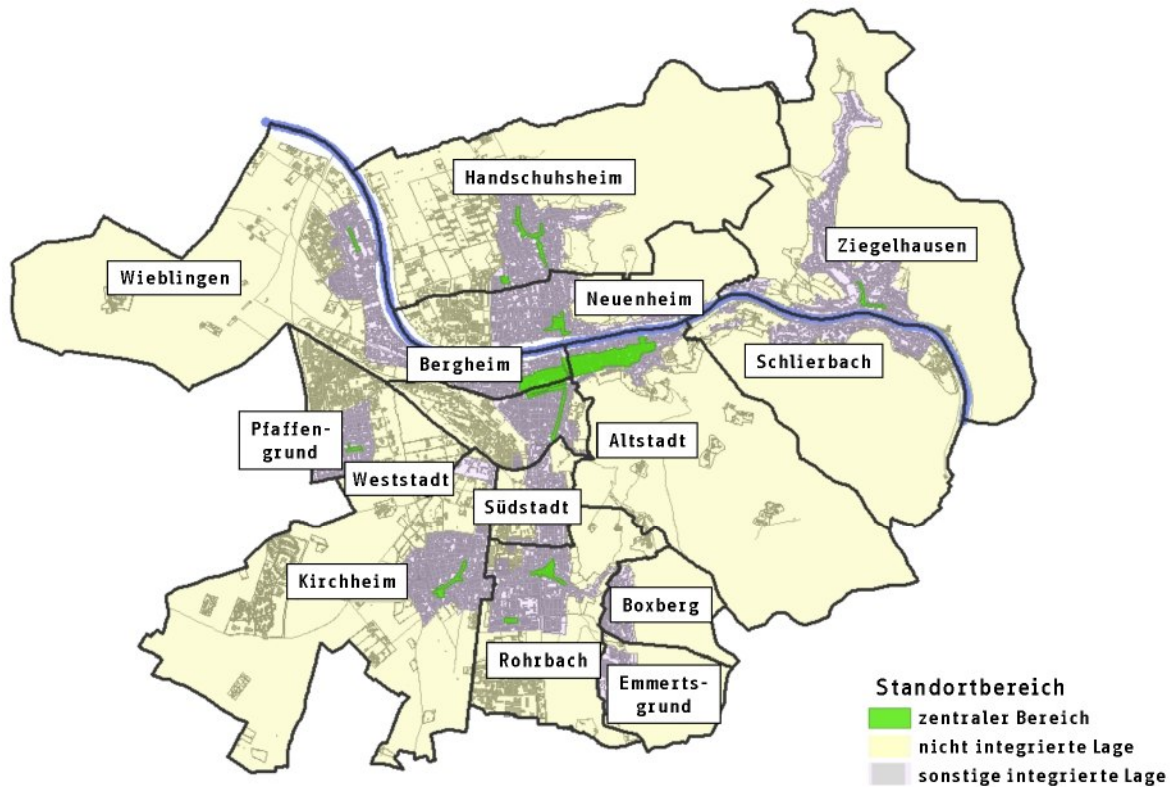 Handschuhsheim
Ziegelhausen
Wieblingen
Neuenheim
Bergheim
Schlierbach
Pfaffen-
grund
Altstadt
Weststadt
Südstadt
Kirchheim
Boxberg
Rohrbach
Emmerts-
grund
Standortbereich
zentraler Bereich
nicht integrierte Lage
sonstige integrierte Lage